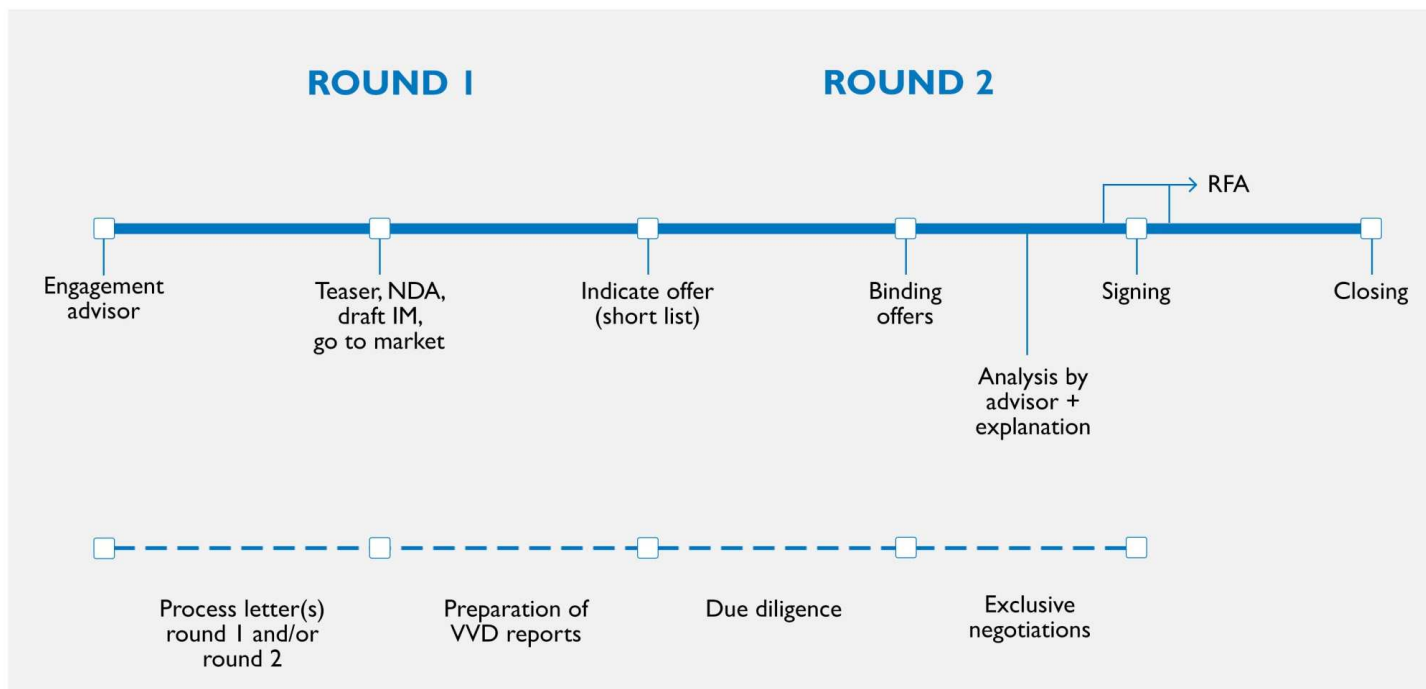 ROUND 1
ROUND 2
RFA
Engagement
advisor
Teaser, NDA,
draft IM,
go to market
Indicate offer
(short list)
Binding
offers
Signing
Closing
Analysis by
advisor +
explanation
Process letter(s)
round 1 and/or
round 2
Preparation of
VVD reports
Due diligence
Exclusive
negotiations